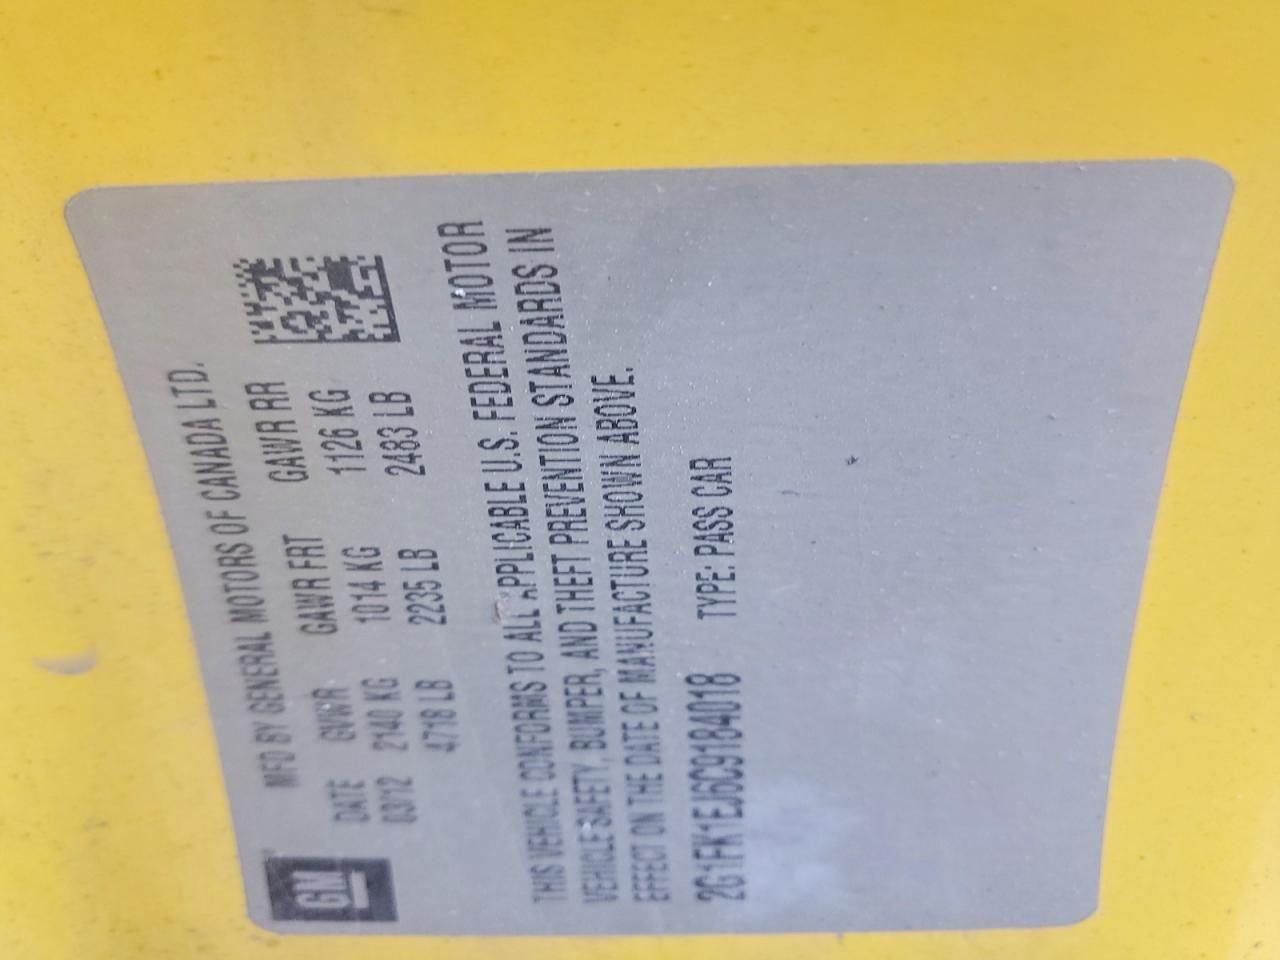 GM
MFD BY GENERAL MOTORS OF CANADA LTD.
DATE GVWR GAWR FRT GAWR RR
03/12 2140 KG 1014 KG 1126 KG
4718 LB 2235 LB 2483 LB
THIS VEHICLE CONFORMS TO ALL APPLICABLE U.S. FEDERAL MOTOR
VEHICLE SAFETY, BUMPER, AND THEFT PREVENTION STANDARDS IN
EFFECT ON THE DATE OF MANUFACTURE SHOWN ABOVE.
2G1FK1EJ6C9184018 TYPE: PASS CAR